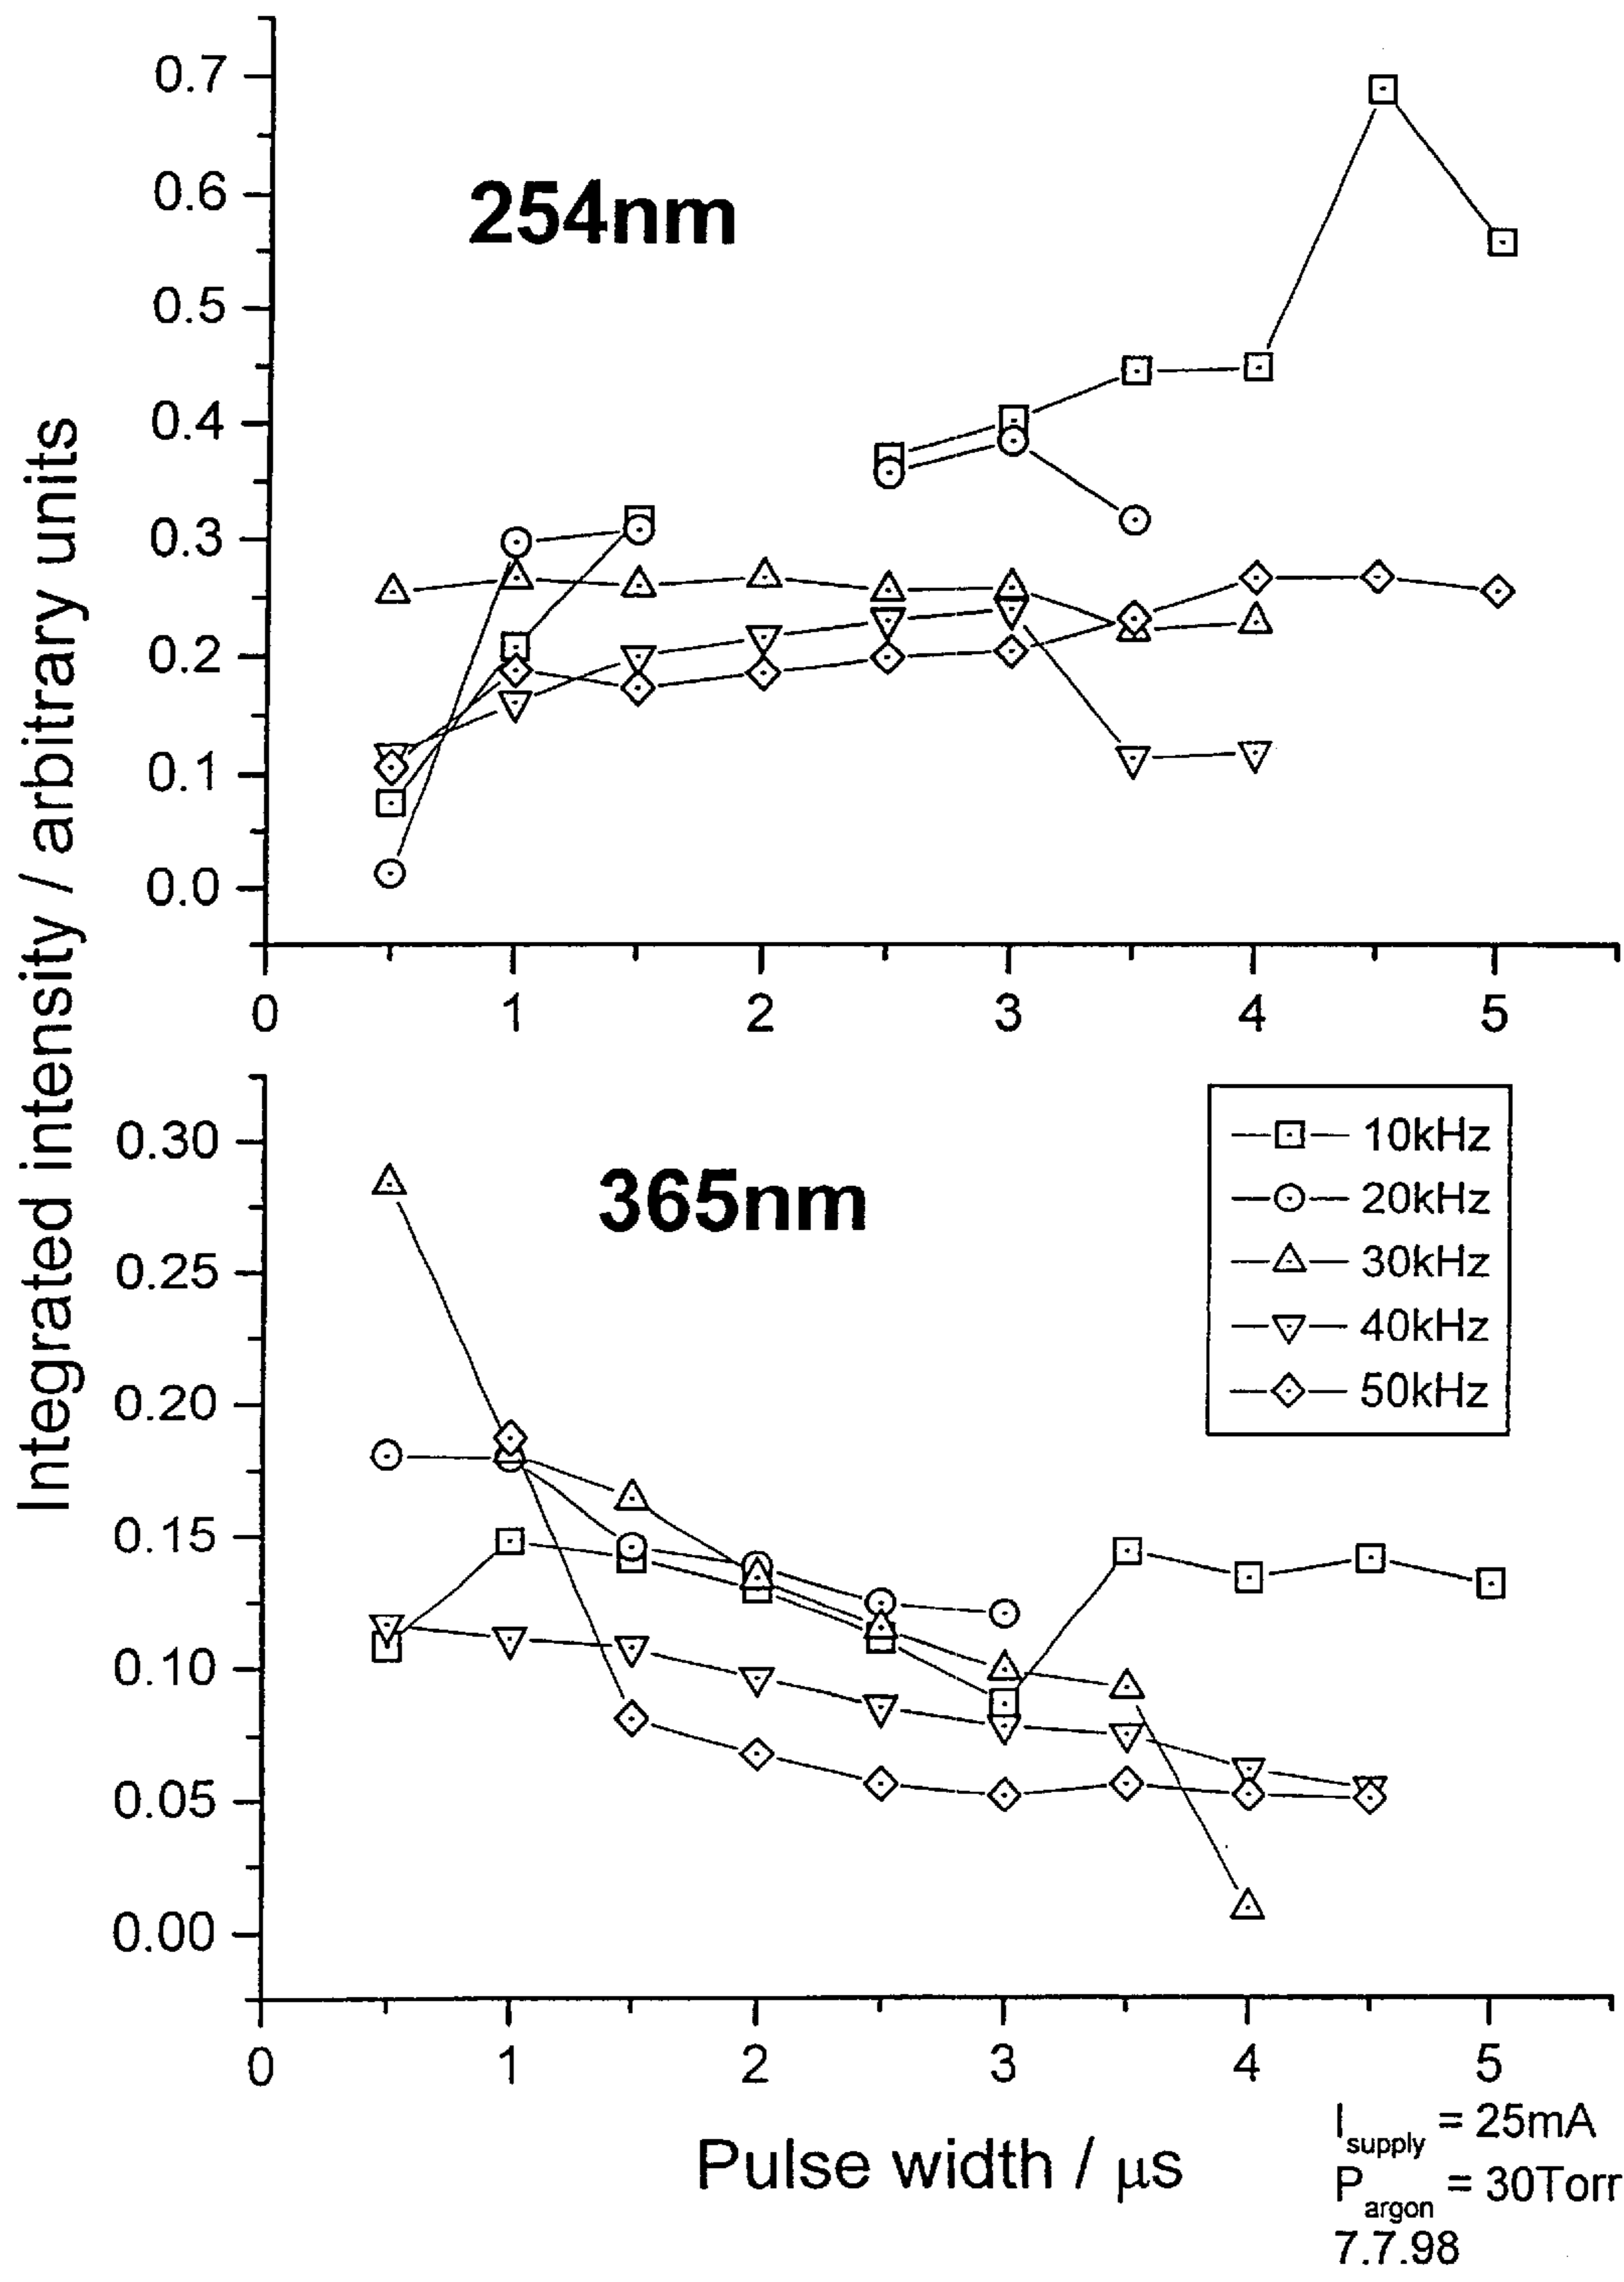 Integrated intensity / arbitrary units
0.7
0.6
0.5
0.4
0.3
0.2
0.1
0.0
254nm
0 1 2 3 4 5
0.30
0.25
0.20
0.15
0.10
0.05
0.00
365nm
10kHz
20kHz
30kHz
40kHz
50kHz
0 1 2 3 4 5
Pulse width / μs
I supply = 25mA
P argon = 30Torr
7.7.98